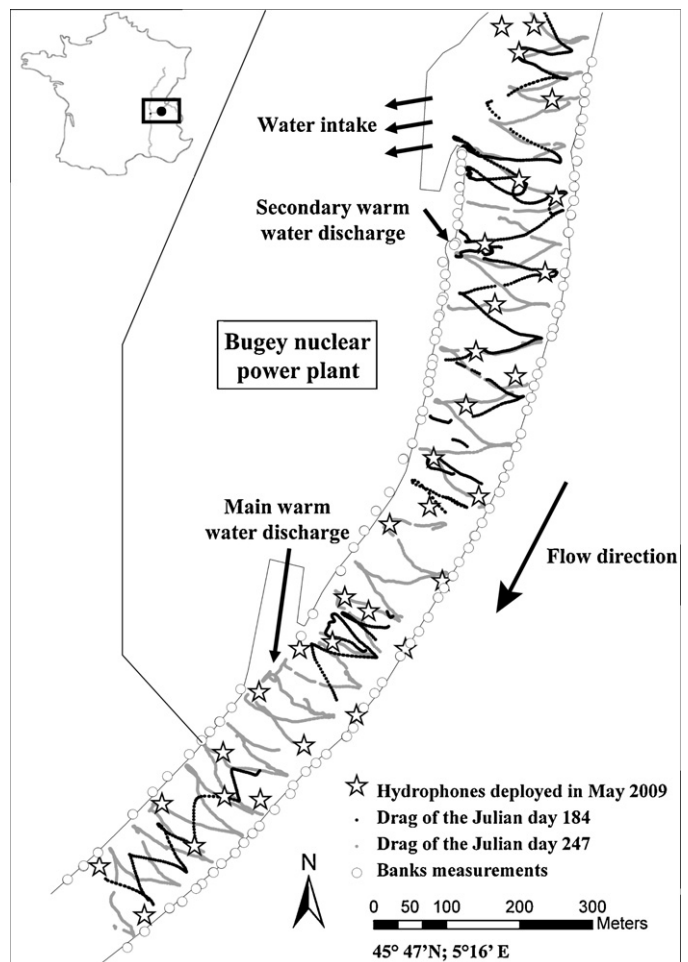 Water intake
Secondary warm
water discharge
Bugey nuclear
power plant
Main warm
water discharge
Flow direction
Hydrophones deployed in May 2009
Drag of the Julian day 184
Drag of the Julian day 247
Banks measurements
N
0 50 100 200 300
Meters
45° 47'N; 5°16' E